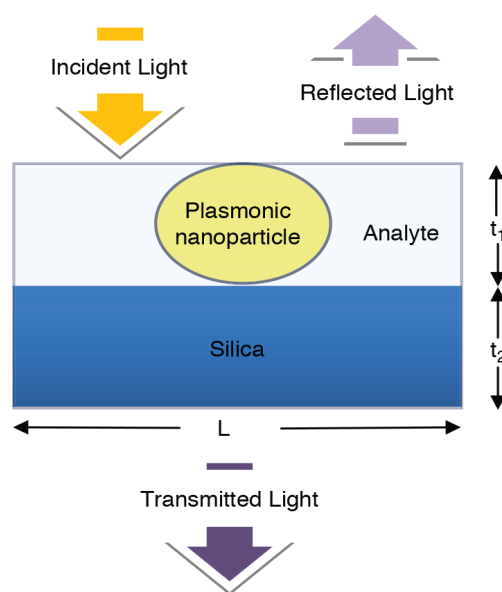 Incident Light
Reflected Light
Plasmonic
nanoparticle
Analyte
t₁
Silica
t₂
L
Transmitted Light